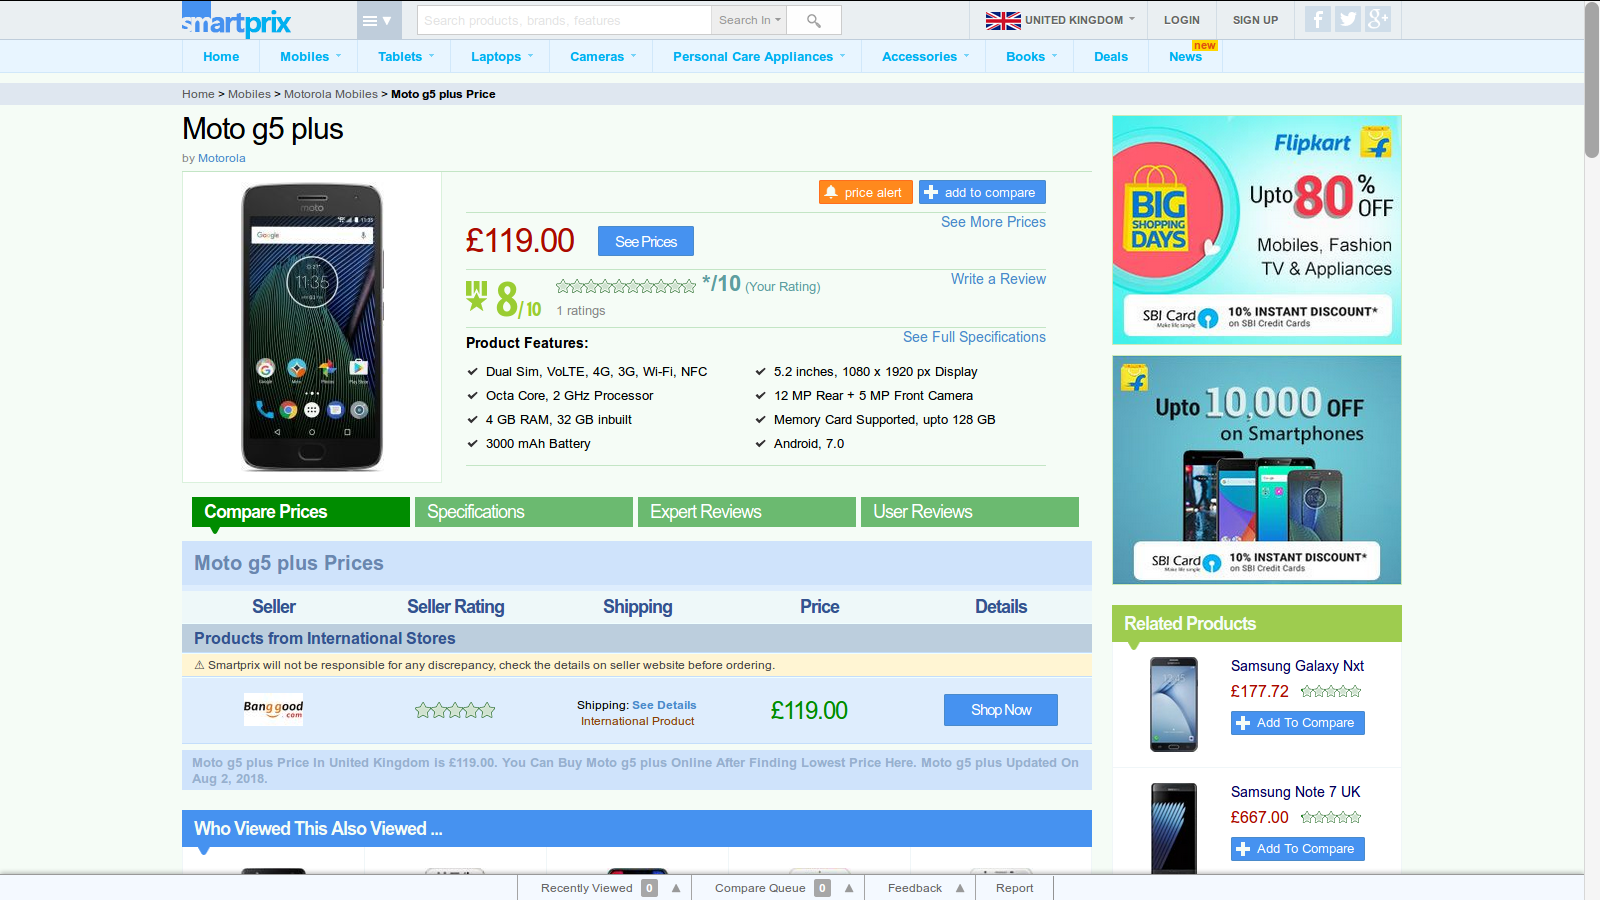 smartprix
Search products, brands, features
Search In
UNITED KINGDOM
LOGIN
SIGN UP
Home
Mobiles
Tablets
Laptops
Cameras
Personal Care Appliances
Accessories
Books
Deals
News
new
Home > Mobiles > Motorola Mobiles > Moto g5 plus Price
Moto g5 plus
by Motorola
price alert
add to compare
See More Prices
£119.00
See Prices
8/10
*/10 (Your Rating)
1 ratings
Write a Review
Product Features:
See Full Specifications
Dual Sim, VoLTE, 4G, 3G, Wi-Fi, NFC
5.2 inches, 1080 x 1920 px Display
Octa Core, 2 GHz Processor
12 MP Rear + 5 MP Front Camera
4 GB RAM, 32 GB inbuilt
Memory Card Supported, upto 128 GB
3000 mAh Battery
Android, 7.0
moto
Google
11:35
Compare Prices
Specifications
Expert Reviews
User Reviews
Moto g5 plus Prices
Seller
Seller Rating
Shipping
Price
Details
Products from International Stores
⚠ Smartprix will not be responsible for any discrepancy, check the details on seller website before ordering.
Banggood
.com
Shipping: See Details
International Product
£119.00
Shop Now
Moto g5 plus Price In United Kingdom is £119.00. You Can Buy Moto g5 plus Online After Finding Lowest Price Here. Moto g5 plus Updated On
Aug 2, 2018.
Who Viewed This Also Viewed ...
Flipkart
BIG
SHOPPING
DAYS
Upto 80% OFF
Mobiles, Fashion
TV & Appliances
SBI Card
Make life simple
10% INSTANT DISCOUNT*
on SBI Credit Cards
Upto 10,000 OFF
on Smartphones
SBI Card
Make life simple
10% INSTANT DISCOUNT*
on SBI Credit Cards
Related Products
Samsung Galaxy Nxt
£177.72
Add To Compare
Samsung Note 7 UK
£667.00
Add To Compare
Recently Viewed 0
Compare Queue 0
Feedback
Report